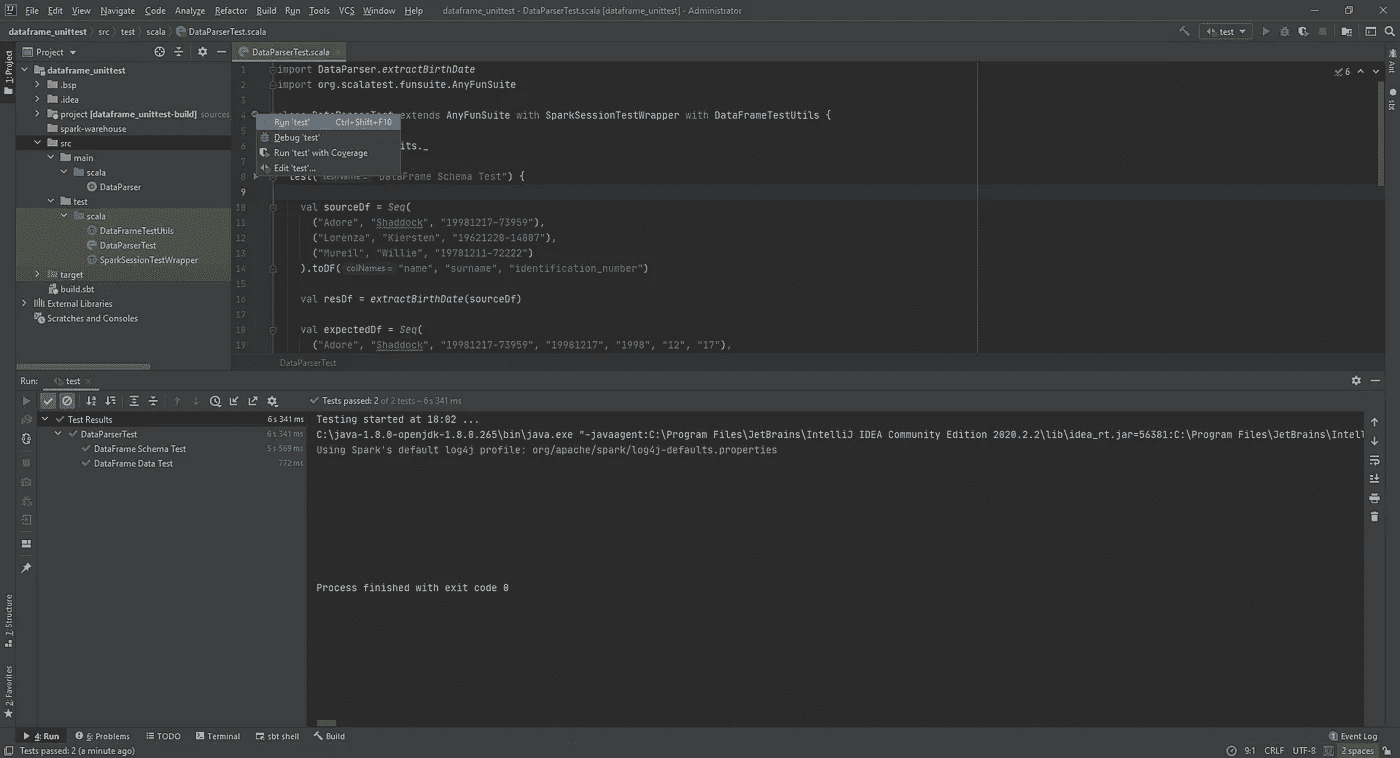 File Edit View Navigate Code Analyze Refactor Build Run Tools VCS Window Help dataframe_unittest - DataParserTest.scala [dataframe_unittest] - Administrator
dataframe_unittest src test scala DataParserTest.scala test
1: Project
Project
DataParserTest.scala
dataframe_unittest
.bsp
.idea
project [dataframe_unittest-build] sources
spark-warehouse
src
main
scala
DataParser
test
scala
DataFrameTestUtils
DataParserTest
SparkSessionTestWrapper
target
build.sbt
External Libraries
Scratches and Consoles
1 import DataParser.extractBirthDate
2 import org.scalatest.funsuite.AnyFunSuite
3
4 extends AnyFunSuite with SparkSessionTestWrapper with DataFrameTestUtils {
5
6 its._
7
8 test( testName = "DataFrame Schema Test") {
9
10 val sourceDf = Seq(
11 ("Adore", "Shaddock", "19981217-73959"),
12 ("Lorenza", "Kiersten", "19621220-14807"),
13 ("Mureil", "Willie", "19781211-72222")
14 ).toDF( colNames = "name", "surname", "identification_number")
15
16 val resDf = extractBirthDate(sourceDf)
17
18 val expectedDf = Seq(
19 ("Adore", "Shaddock", "19981217-73959", "19981217", "1998", "12", "17"),
DataParserTest
Run 'test' Ctrl+Shift+F10
Debug 'test'
Run 'test' with Coverage
Edit 'test'...
6
Ant
sbt
Run: test
Tests passed: 2 of 2 tests – 6 s 341 ms
Test Results 6 s 341 ms
DataParserTest 6 s 341 ms
DataFrame Schema Test 5 s 569 ms
DataFrame Data Test 772 ms
Testing started at 18:02 ...
C:\java-1.8.0-openjdk-1.8.0.265\bin\java.exe "-javaagent:C:\Program Files\JetBrains\IntelliJ IDEA Community Edition 2020.2.2\lib\idea_rt.jar=56381:C:\Program Files\JetBrains\Intell
Using Spark's default log4j profile: org/apache/spark/log4j-defaults.properties
Process finished with exit code 0
7: Structure
2: Favorites
4: Run 6: Problems TODO Terminal sbt shell Build 1 Event Log
Tests passed: 2 (a minute ago) 9:1 CRLF UTF-8 2 spaces